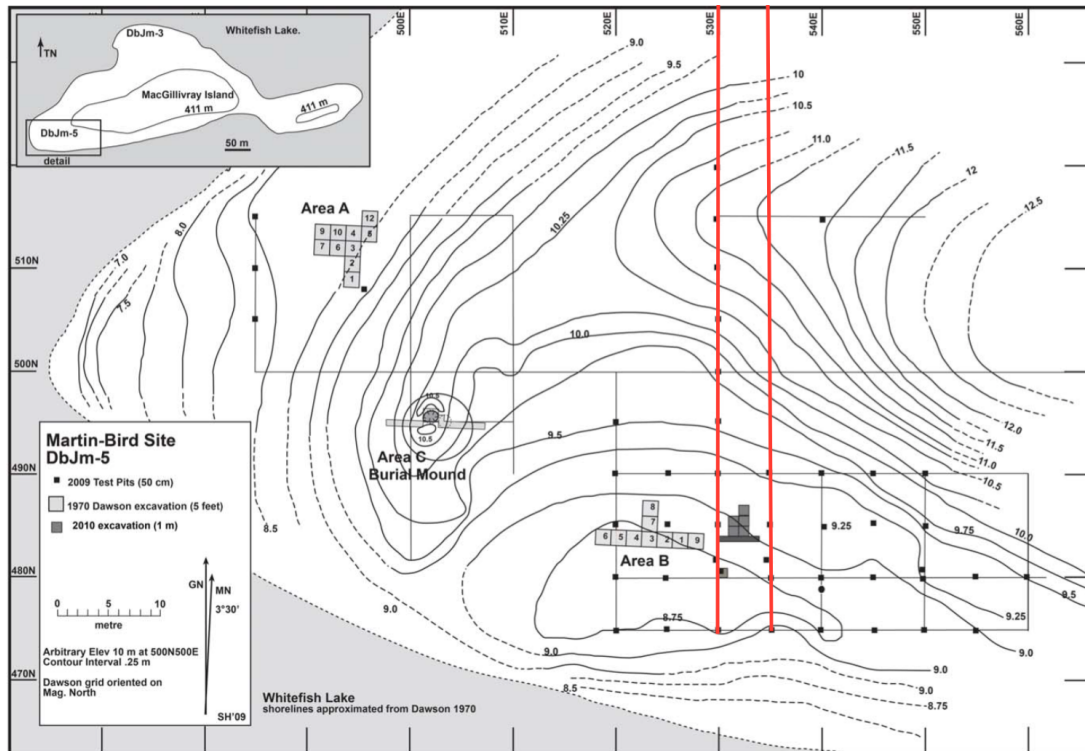 500E
510E
530E
540E
550E
560E
DbJm-3
Whitefish Lake.
TN
MacGillivray Island
411 m
411 m
DbJm-5
50 m
detail
9.0
9.5
10
10.5
11.0
11.5
12
12.5
8.0
7.0
7.5
10.25
Area A
12
9 10 4 8
7 6 3
2
1
510N
500N
490N
480N
470N
10.0
10.5
10.5
Area C
Burial Mound
9.5
12.0
11.5
11.0
10.5
10.0
9.75
9.5
9.25
9.25
9.0
8
7
6 5 4 3 2 1 9
Area B
8.75
8.5
9.0
9.0
8.5
9.0
8.75
Martin-Bird Site
DbJm-5
2009 Test Pits (50 cm)
1970 Dawson excavation (5 feet)
2010 excavation (1 m)
GN
MN
3°30'
0 10
metre
Arbitrary Elev 10 m at 500N500E
Contour Interval .25 m
Dawson grid oriented on
Mag. North
SH'09
Whitefish Lake
shorelines approximated from Dawson 1970